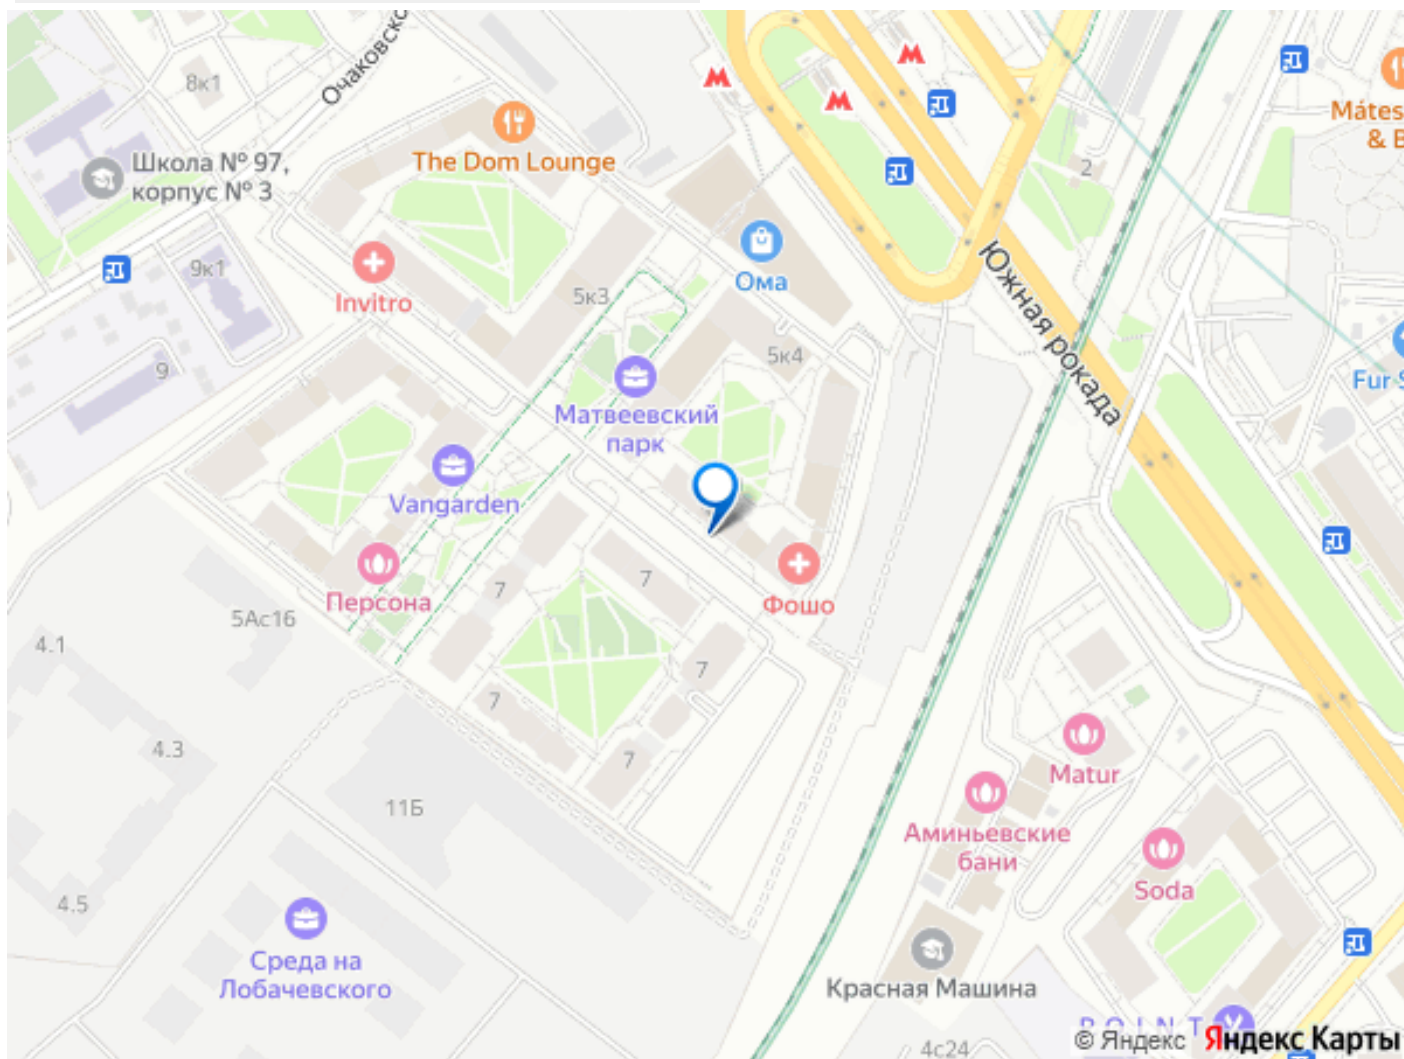 Очаковско
8к1
М
М
М
Mátes
& B
The Dom Lounge
Школа № 97,
корпус № 3
2
9к1
Invitro
5к3
Ома
Южная рокада
5к4
Fur S
9
Матвеевский
парк
Vangarden
7
7
Персона
Фошо
5Ас16
4.1
7
7
7
4.3
Matur
11Б
Аминьевские
бани
Soda
4.5
Среда на
Лобачевского
Красная Машина
POINT
4с24
© Яндекс Яндекс Карты